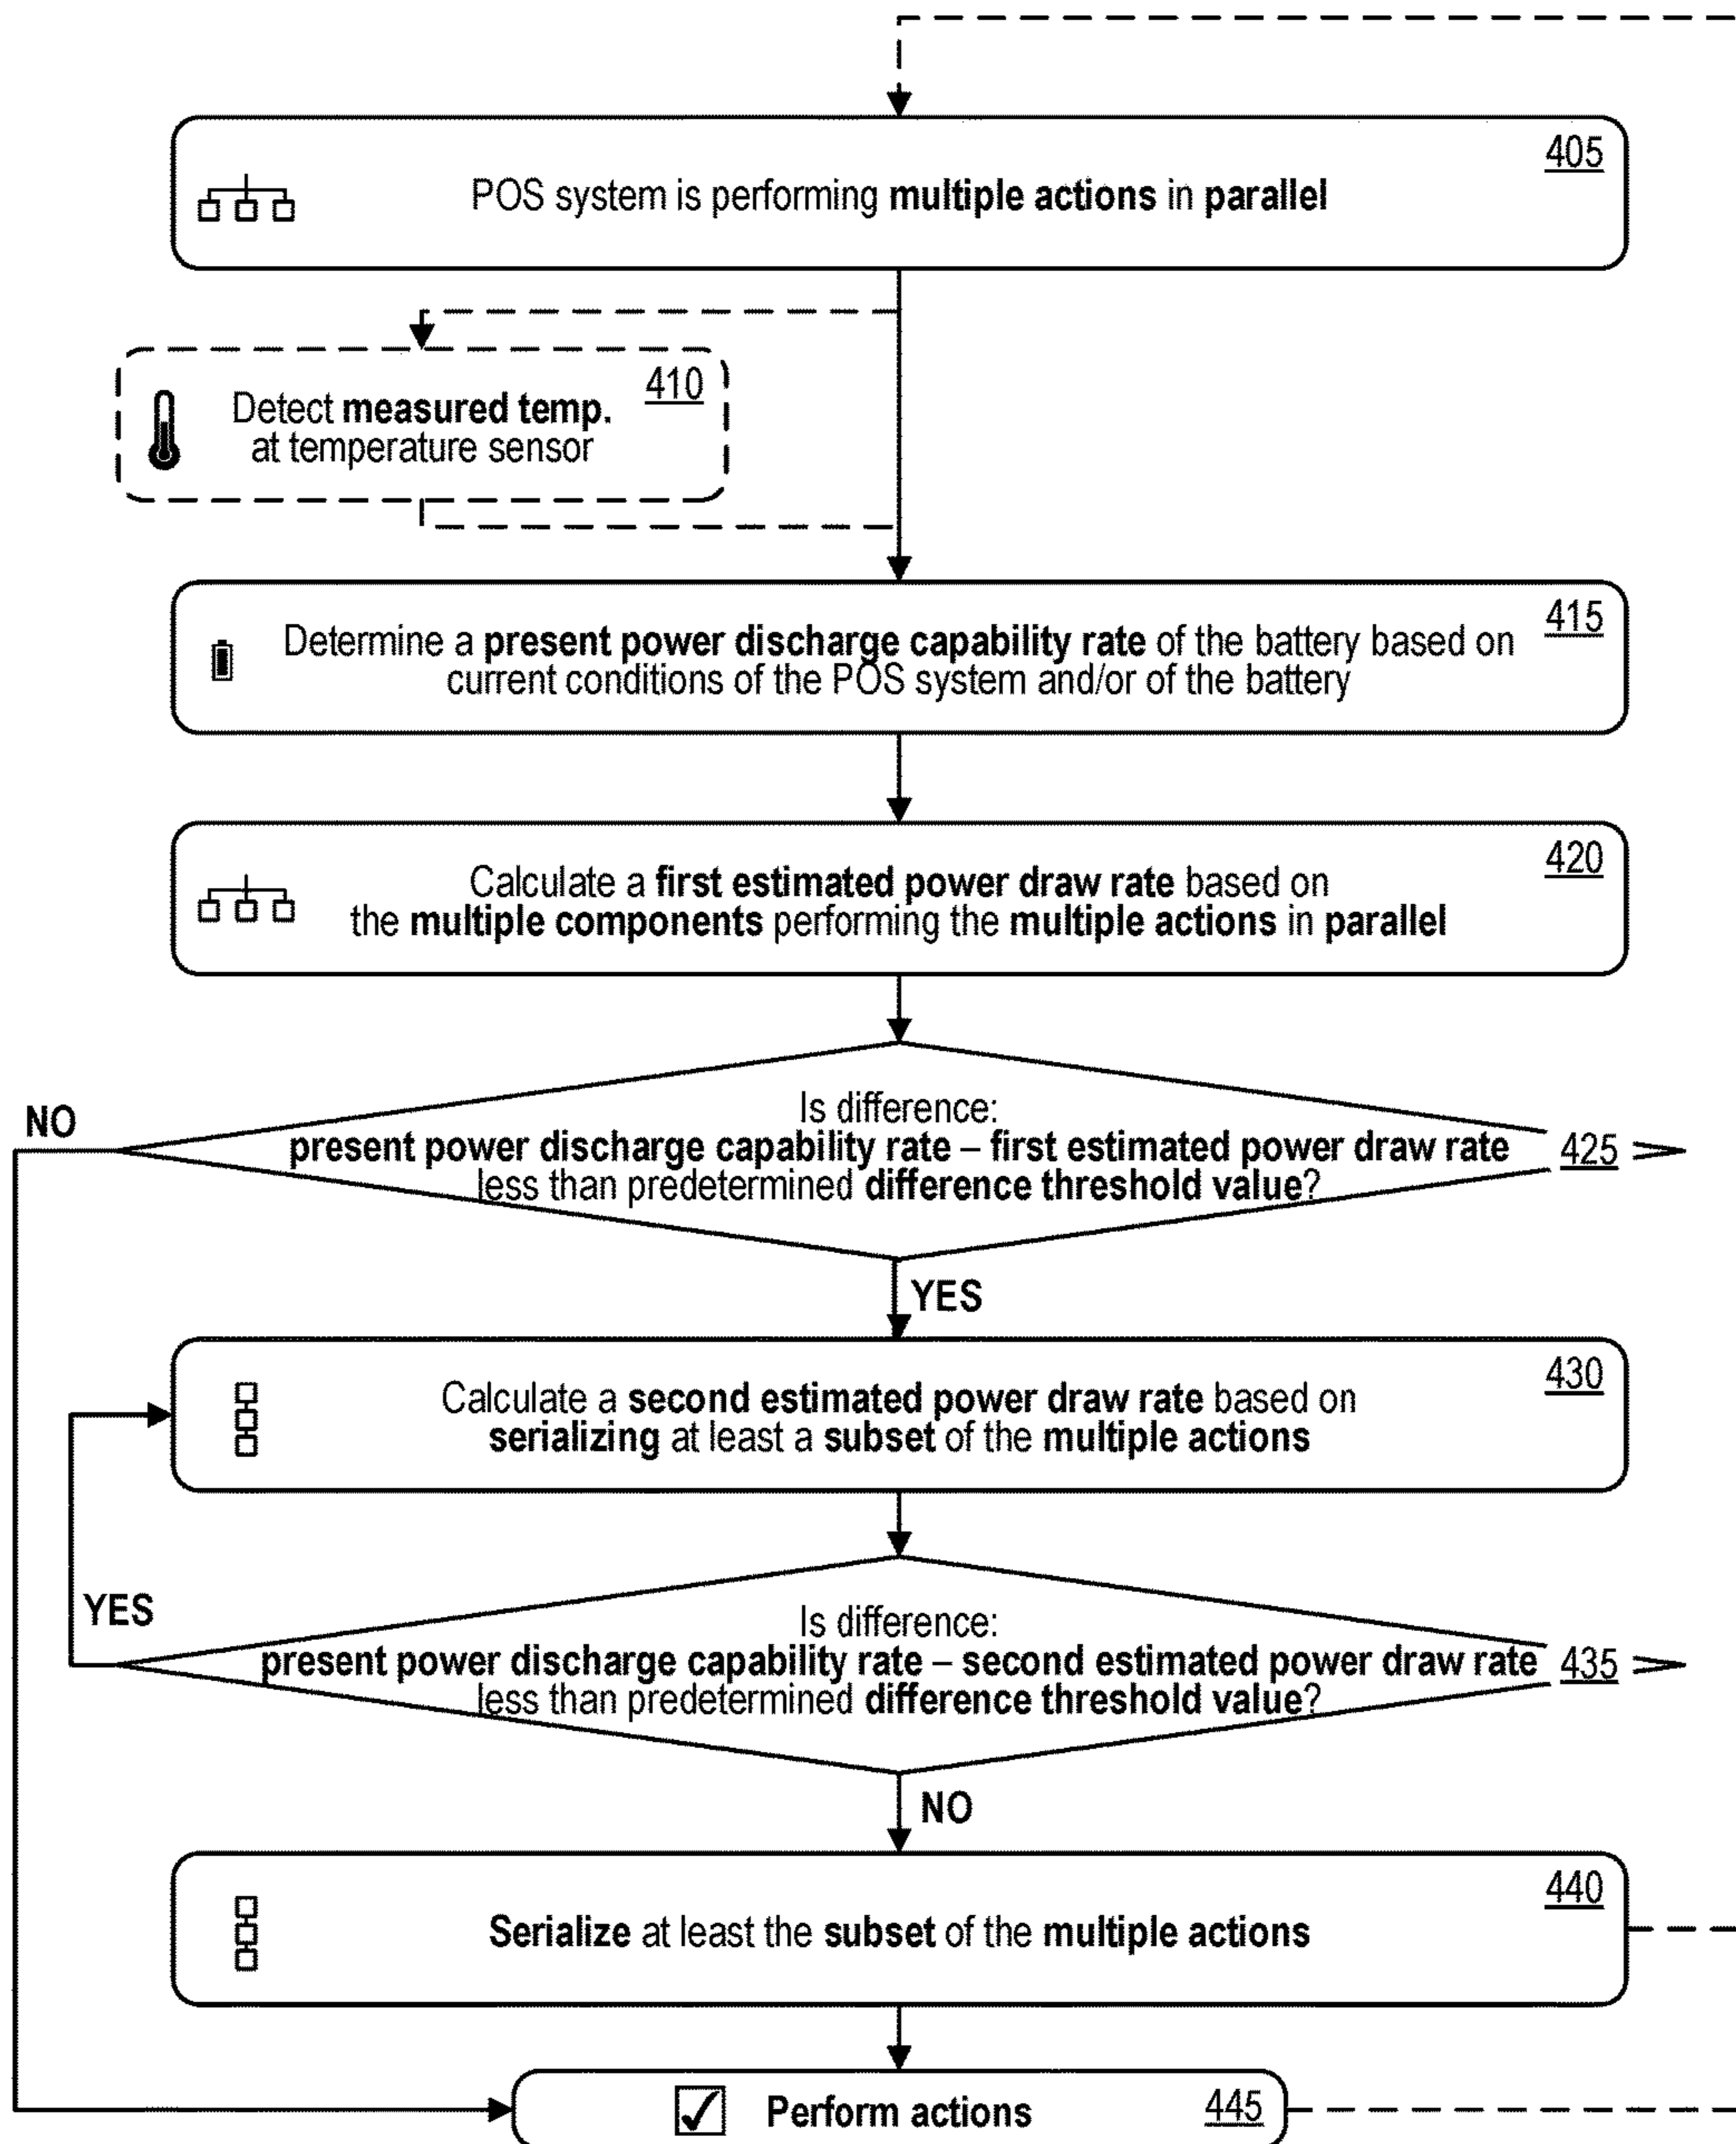 405
POS system is performing multiple actions in parallel
410
Detect measured temp.
at temperature sensor
415
Determine a present power discharge capability rate of the battery based on
current conditions of the POS system and/or of the battery
420
Calculate a first estimated power draw rate based on
the multiple components performing the multiple actions in parallel
Is difference:
NO
present power discharge capability rate – first estimated power draw rate
425
less than predetermined difference threshold value?
YES
430
Calculate a second estimated power draw rate based on
serializing at least a subset of the multiple actions
YES
Is difference:
present power discharge capability rate – second estimated power draw rate
435
less than predetermined difference threshold value?
NO
440
Serialize at least the subset of the multiple actions
Perform actions
445